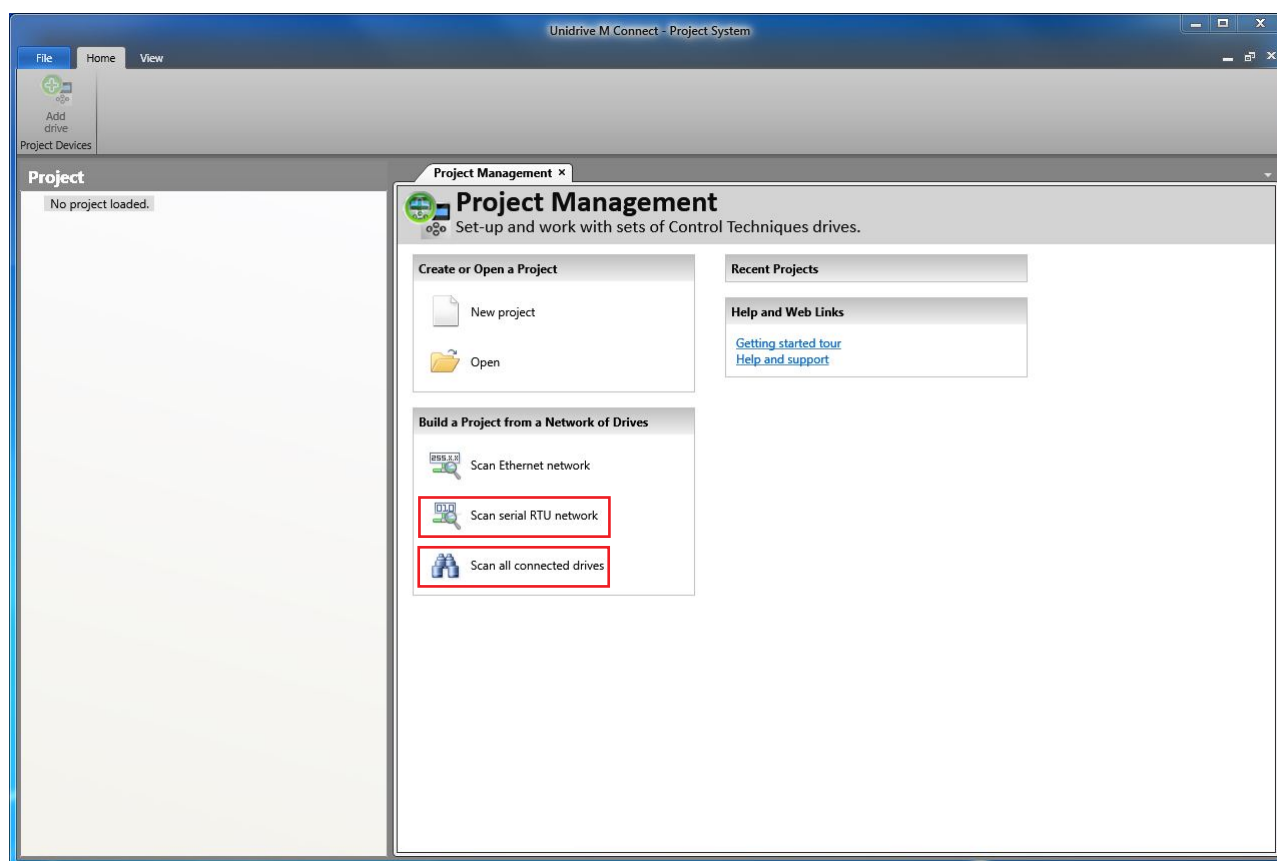 Unidrive M Connect - Project System
File Home View
Add
drive
Project Devices
Project
No project loaded.
Project Management ×
Project Management
Set-up and work with sets of Control Techniques drives.
Create or Open a Project
New project
Open
Recent Projects
Help and Web Links
Getting started tour
Help and support
Build a Project from a Network of Drives
255.X.X
Scan Ethernet network
010
Scan serial RTU network
Scan all connected drives